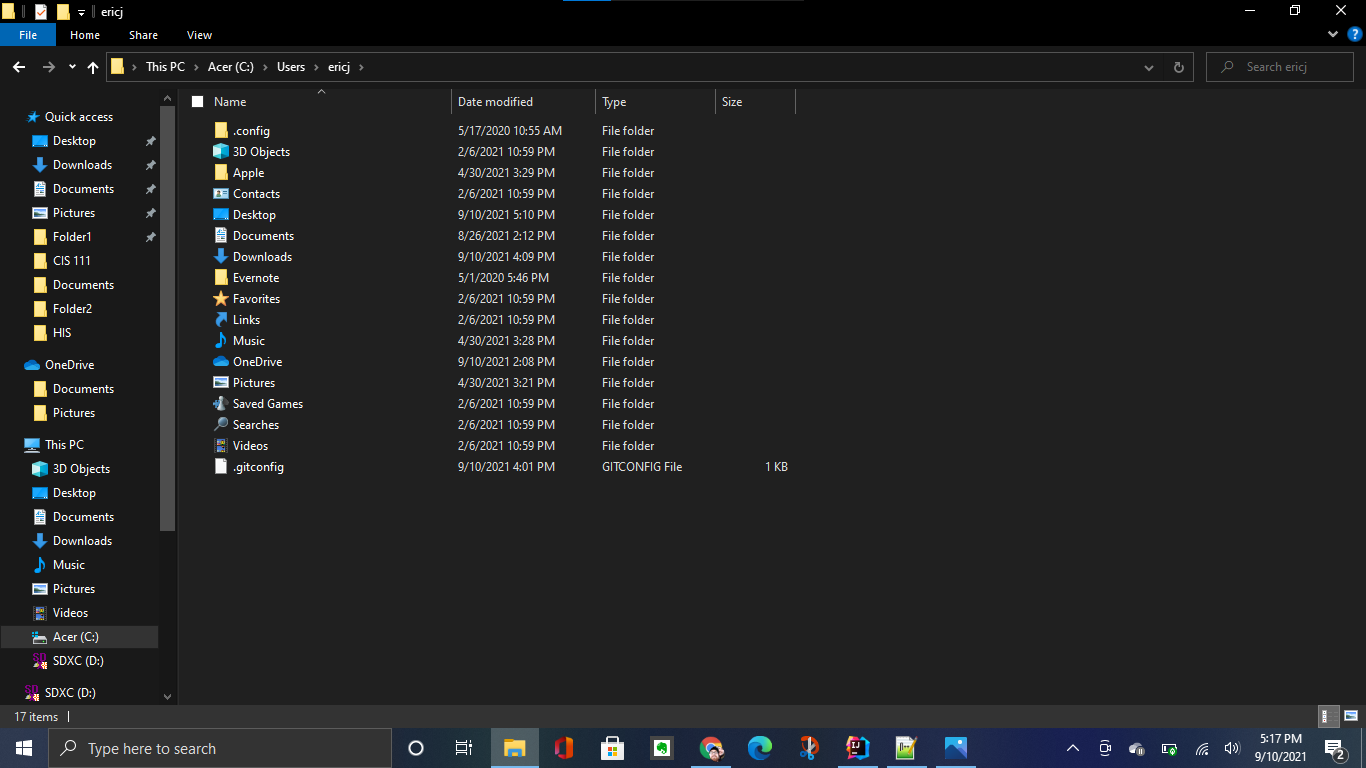 ericj
File Home Share View
This PC Acer (C:) Users ericj
Search ericj
Name Date modified Type Size
Quick access
Desktop
Downloads
Documents
Pictures
Folder1
CIS 111
Documents
Folder2
HIS
OneDrive
Documents
Pictures
This PC
3D Objects
Desktop
Documents
Downloads
Music
Pictures
Videos
Acer (C:)
SDXC (D:)
SDXC (D:)
.config 5/17/2020 10:55 AM File folder
3D Objects 2/6/2021 10:59 PM File folder
Apple 4/30/2021 3:29 PM File folder
Contacts 2/6/2021 10:59 PM File folder
Desktop 9/10/2021 5:10 PM File folder
Documents 8/26/2021 2:12 PM File folder
Downloads 9/10/2021 4:09 PM File folder
Evernote 5/1/2020 5:46 PM File folder
Favorites 2/6/2021 10:59 PM File folder
Links 2/6/2021 10:59 PM File folder
Music 4/30/2021 3:28 PM File folder
OneDrive 9/10/2021 2:08 PM File folder
Pictures 4/30/2021 3:21 PM File folder
Saved Games 2/6/2021 10:59 PM File folder
Searches 2/6/2021 10:59 PM File folder
Videos 2/6/2021 10:59 PM File folder
.gitconfig 9/10/2021 4:01 PM GITCONFIG File 1 KB
17 items
Type here to search
5:17 PM
9/10/2021
2